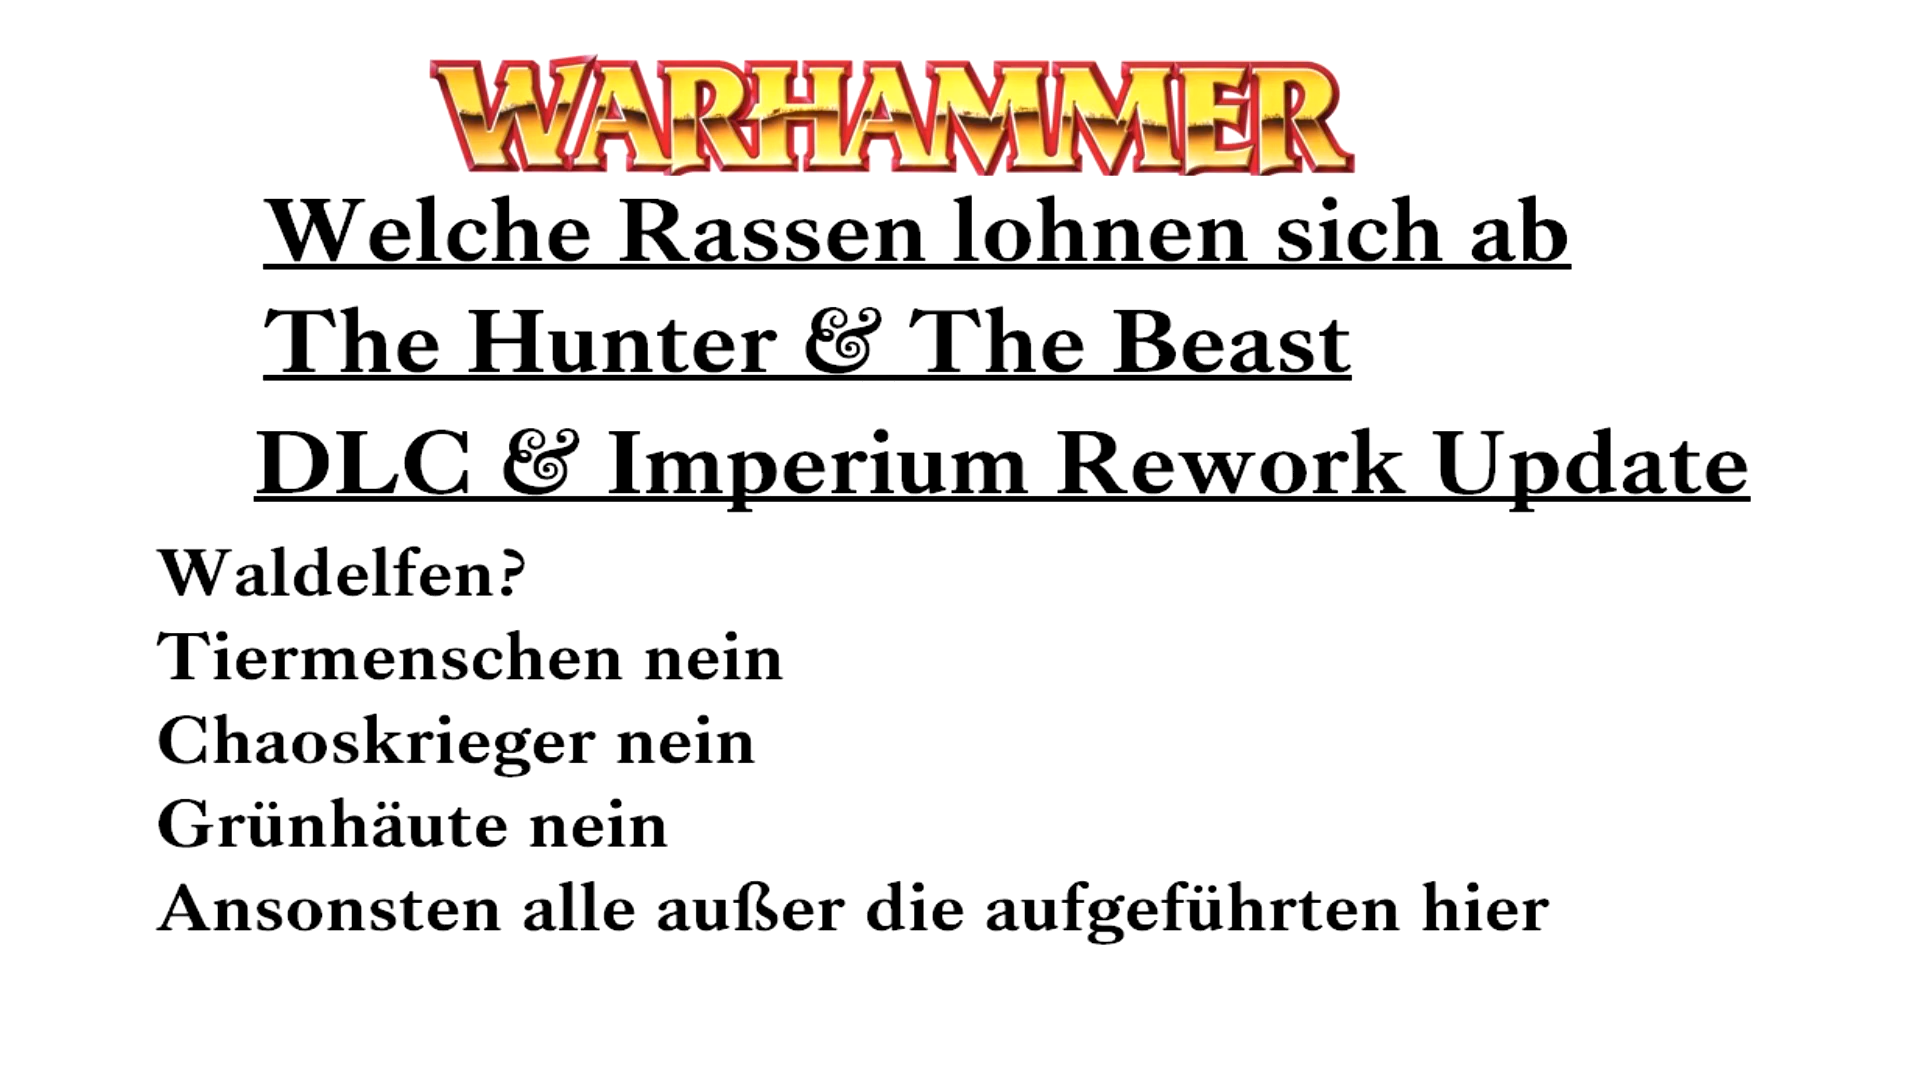 WARHAMMER
Welche Rassen lohnen sich ab
The Hunter & The Beast
DLC & Imperium Rework Update
Waldelfen?
Tiermenschen nein
Chaoskrieger nein
Grünhäute nein
Ansonsten alle außer die aufgeführten hier